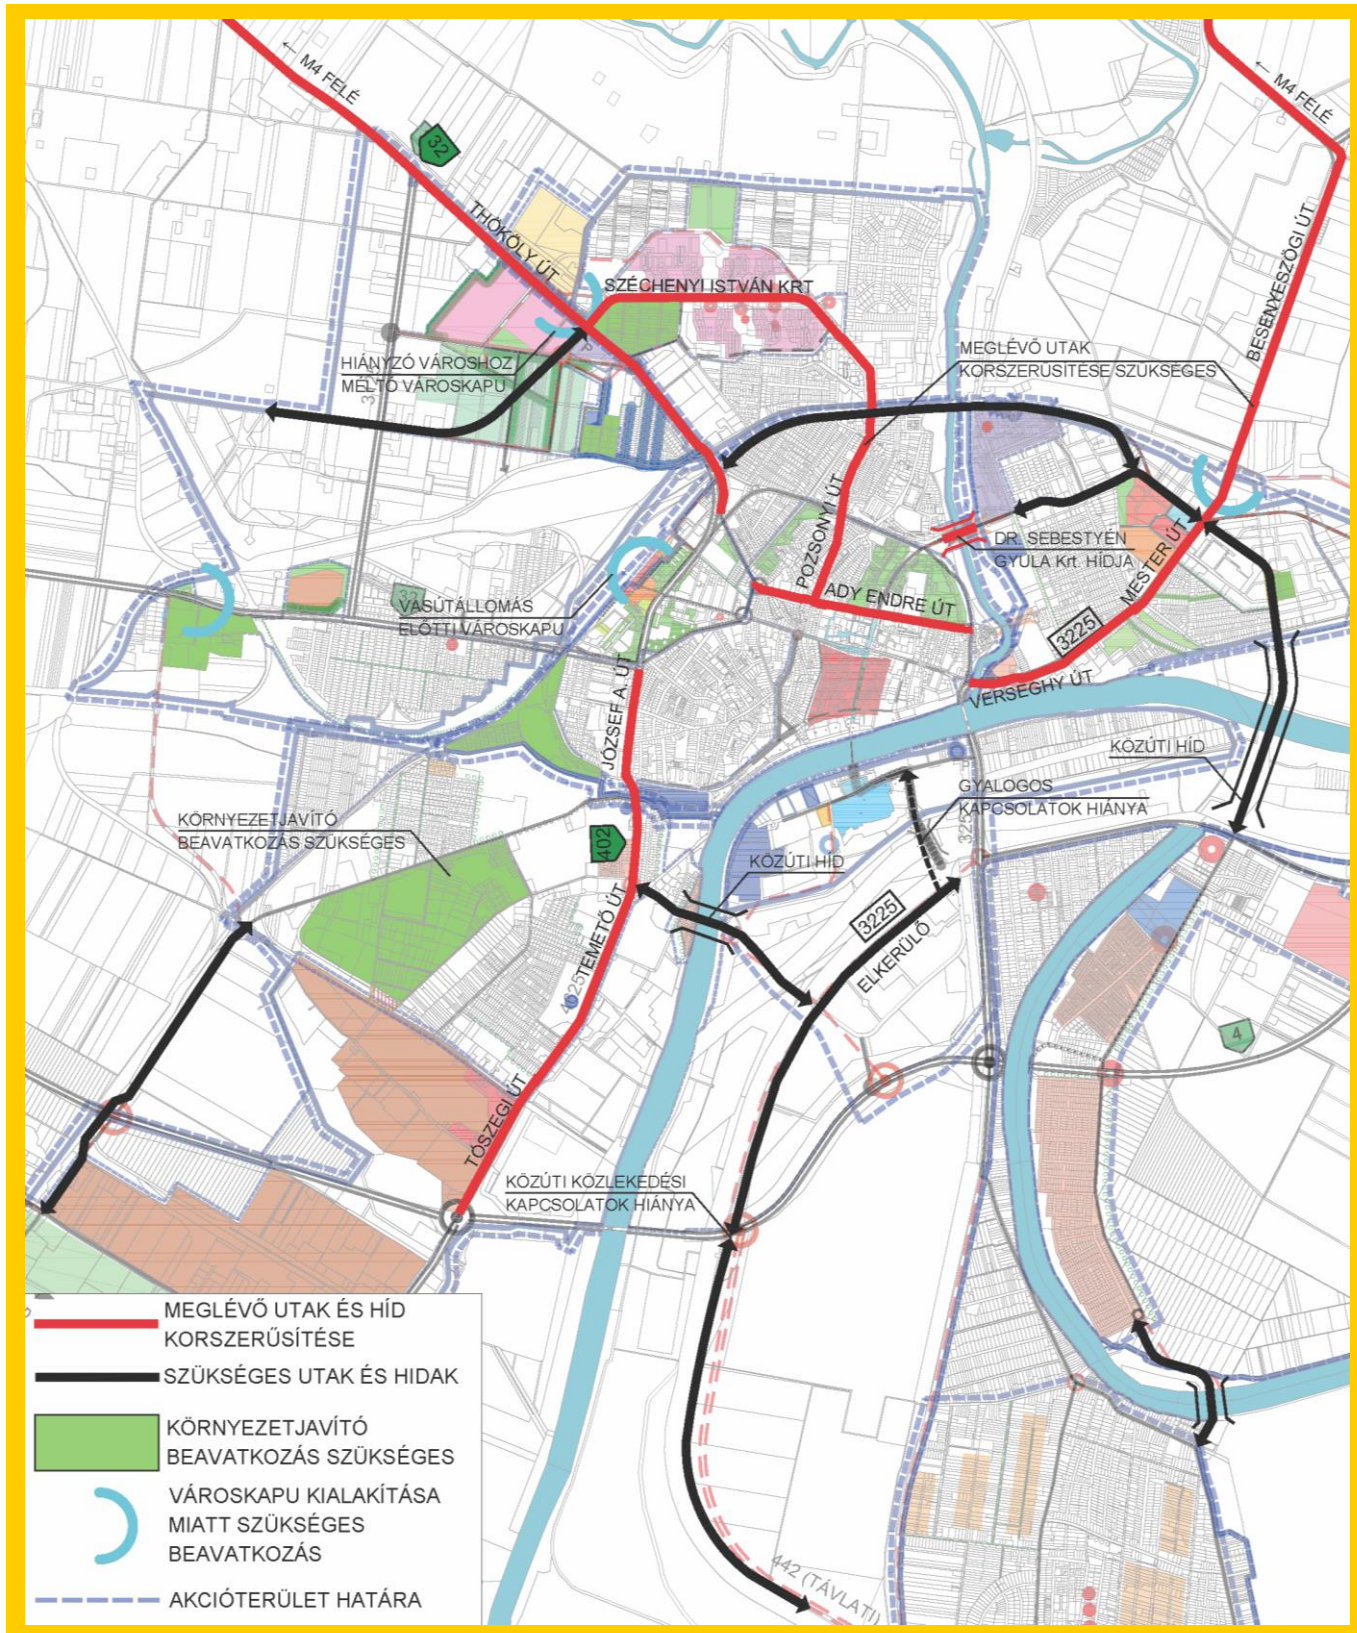 ← M4 FELÉ
← M4 FELÉ
32
THÖKÖLY ÚT
SZÉCHENYI ISTVÁN KRT
BESENYESZÖGI ÚT
HIÁNYZÓ VÁROSHOZ
MÉLTÓ VÁROSKAPU
MEGLÉVŐ UTAK
KORSZERŰSÍTÉSE SZÜKSÉGES
POZSONYI ÚT
DR. SEBESTYÉN
GYULA Krt. HÍDJA
MESTER ÚT
32
VASÚTÁLLOMÁS
ELŐTTI VÁROSKAPU
ADY ENDRE ÚT
3225
VERSEGHY ÚT
JÓZSEF A. ÚT
KÖZÚTI HÍD
GYALOGOS
KAPCSOLATOK HIÁNYA
KÖRNYEZETJAVÍTÓ
BEAVATKOZÁS SZÜKSÉGES
402
KÖZÚTI HÍD
3225
ELKERÜLŐ
TEMETŐ ÚT
4
TÓSZEGI ÚT
KÖZÚTI KÖZLEKEDÉSI
KAPCSOLATOK HIÁNYA
442 (TÁVLATI)
MEGLÉVŐ UTAK ÉS HÍD
KORSZERŰSÍTÉSE
SZÜKSÉGES UTAK ÉS HIDAK
KÖRNYEZETJAVÍTÓ
BEAVATKOZÁS SZÜKSÉGES
VÁROSKAPU KIALAKÍTÁSA
MIATT SZÜKSÉGES
BEAVATKOZÁS
AKCIÓTERÜLET HATÁRA